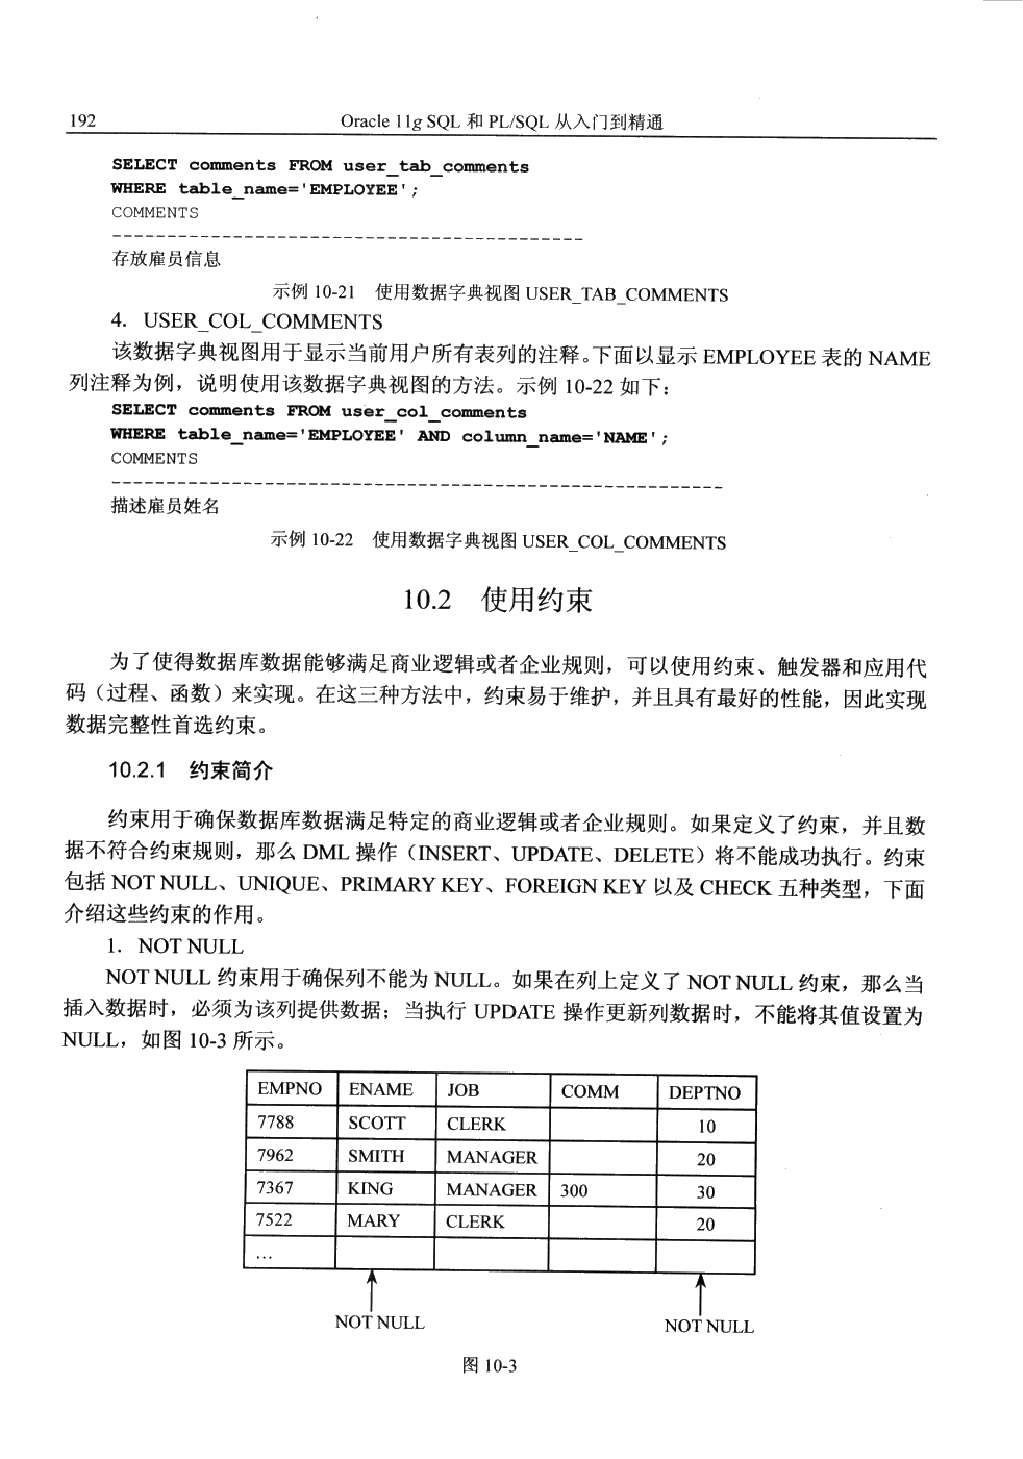 192 Oracle 11g SQL 和 PL/SQL 从入门到精通
SELECT comments FROM user_tab_comments
WHERE table_name='EMPLOYEE';
COMMENTS
-------------------------------------------
存放雇员信息
示例 10-21 使用数据字典视图 USER_TAB_COMMENTS
4. USER_COL_COMMENTS
该数据字典视图用于显示当前用户所有表列的注释。下面以显示 EMPLOYEE 表的 NAME
列注释为例，说明使用该数据字典视图的方法。示例 10-22 如下：
SELECT comments FROM user_col_comments
WHERE table_name='EMPLOYEE' AND column_name='NAME';
COMMENTS
--------------------------------------------------------
描述雇员姓名
示例 10-22 使用数据字典视图 USER_COL_COMMENTS
10.2 使用约束
为了使得数据库数据能够满足商业逻辑或者企业规则，可以使用约束、触发器和应用代
码（过程、函数）来实现。在这三种方法中，约束易于维护，并且具有最好的性能，因此实现
数据完整性首选约束。
10.2.1 约束简介
约束用于确保数据库数据满足特定的商业逻辑或者企业规则。如果定义了约束，并且数
据不符合约束规则，那么 DML 操作（INSERT、UPDATE、DELETE）将不能成功执行。约束
包括 NOT NULL、UNIQUE、PRIMARY KEY、FOREIGN KEY 以及 CHECK 五种类型，下面
介绍这些约束的作用。
1. NOT NULL
NOT NULL 约束用于确保列不能为 NULL。如果在列上定义了 NOT NULL 约束，那么当
插入数据时，必须为该列提供数据；当执行 UPDATE 操作更新列数据时，不能将其值设置为
NULL，如图 10-3 所示。
EMPNO ENAME JOB COMM DEPTNO
7788 SCOTT CLERK 10
7962 SMITH MANAGER 20
7367 KING MANAGER 300 30
7522 MARY CLERK 20
…
NOT NULL NOT NULL
图 10-3